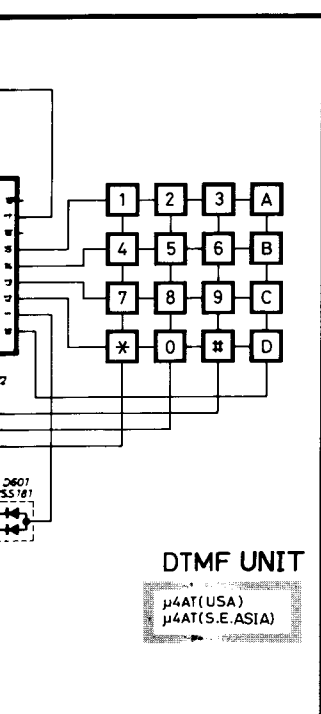 1 2 3 A
4 5 6 B
7 8 9 C
* 0 # D
D601
DTMF UNIT
μ4AT(USA)
μ4AT(S.E.ASIA)